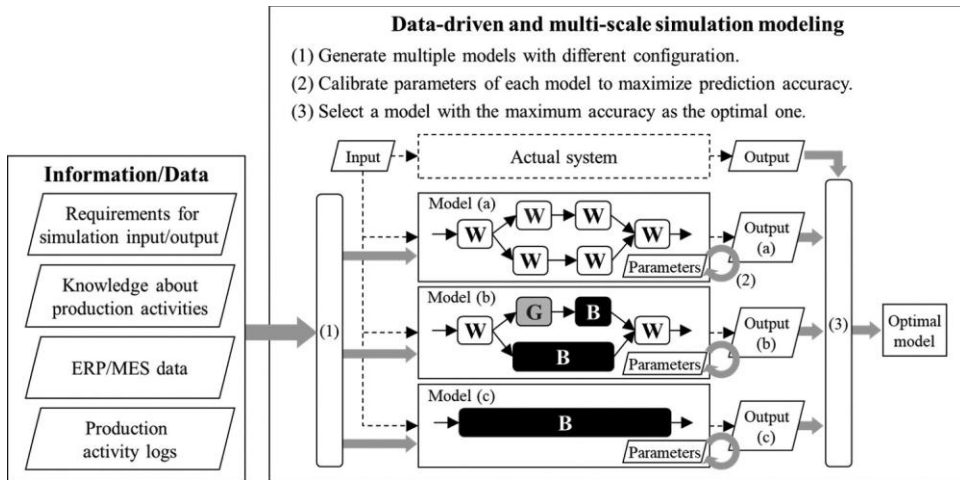 Data-driven and multi-scale simulation modeling
(1) Generate multiple models with different configuration.
(2) Calibrate parameters of each model to maximize prediction accuracy.
(3) Select a model with the maximum accuracy as the optimal one.
Information/Data
Requirements for
simulation input/output
Knowledge about
production activities
ERP/MES data
Production
activity logs
(1)
Input
Actual system
Output
Model (a)
W
W
W
W
W
W
Parameters
Output
(a)
(2)
Model (b)
W
G
B
B
W
Parameters
Output
(b)
Model (c)
B
Parameters
Output
(c)
(3)
Optimal
model